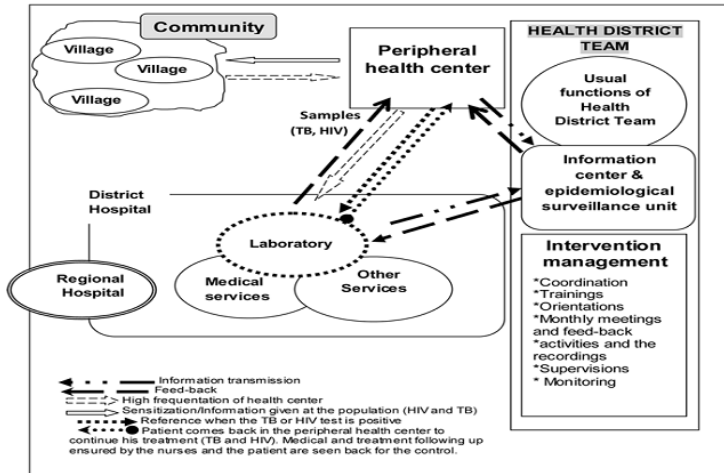 Community
Village
Village
Village
Peripheral
health center
HEALTH DISTRICT
TEAM
Usual
functions of
Health
District Team
Samples
(TB, HIV)
Information
center &
epidemiological
surveillance unit
District
Hospital
Laboratory
Regional
Hospital
Medical
services
Other
Services
Intervention
management
*Coordination
*Trainings
*Orientations
*Monthly meetings
and feed-back
*activities and the
recordings
*Supervisions
* Monitoring
Information transmission
Feed-back
High frequentation of health center
Sensitization/Information given at the population (HIV and TB)
Reference when the TB or HIV test is positive
Patient comes back in the peripheral health center to
continue his treatment (TB and HIV). Medical and treatment following up
ensured by the nurses and the patient are seen back for the control.